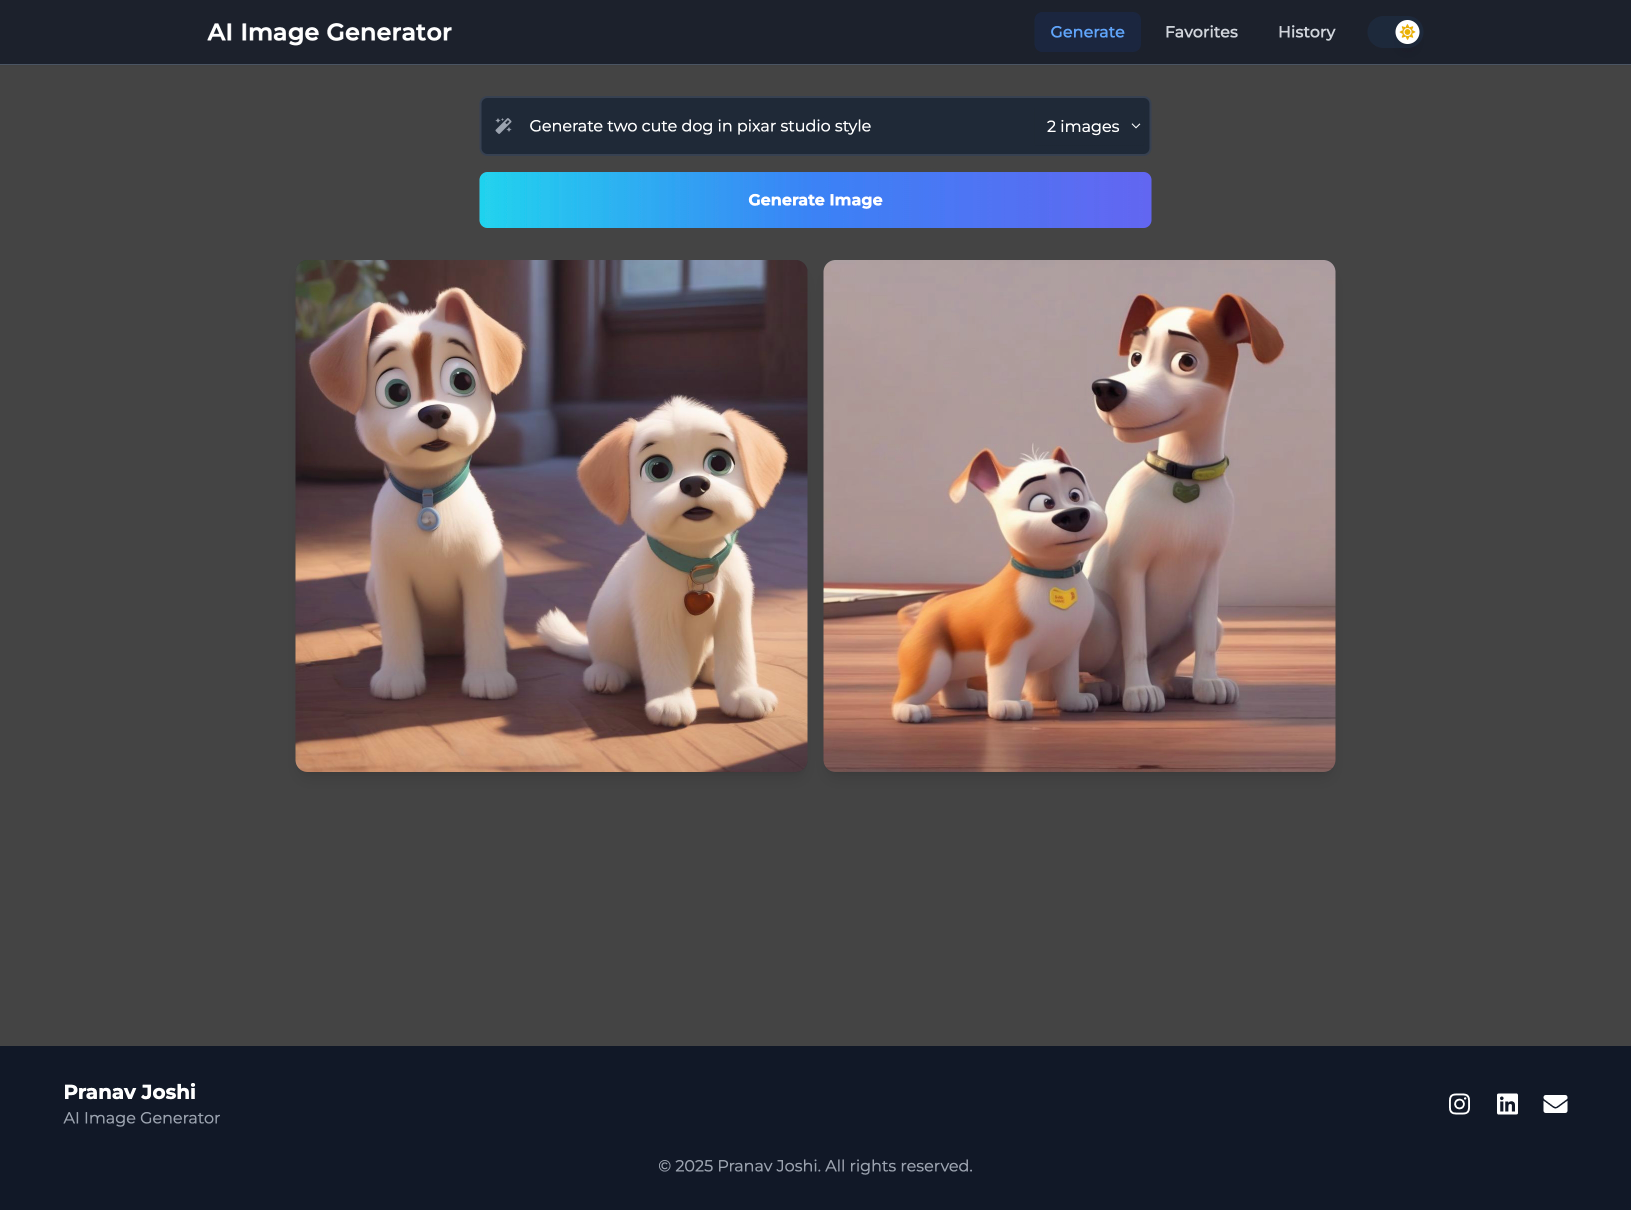 AI Image Generator
Generate
Favorites
History
Generate two cute dog in pixar studio style
2 images
Generate Image
Pranav Joshi
AI Image Generator
© 2025 Pranav Joshi. All rights reserved.